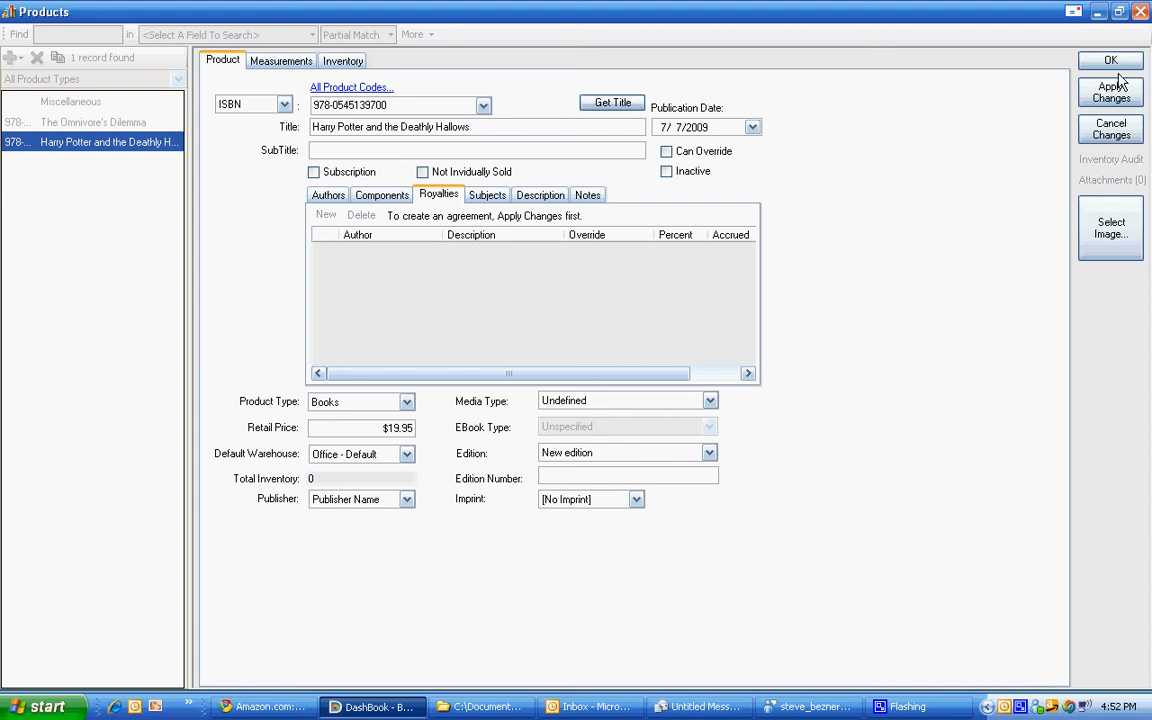 Products
Find in <Select A Field To Search> Partial Match More
1 record found
All Product Types
Miscellaneous
978-... The Omnivore's Dilemma
978-... Harry Potter and the Deathly H...
Product Measurements Inventory
All Product Codes...
ISBN : 978-0545139700 Get Title Publication Date:
Title: Harry Potter and the Deathly Hallows 7/ 7/2009
SubTitle: Can Override
Subscription Not Invidually Sold Inactive
Authors Components Royalties Subjects Description Notes
New Delete To create an agreement, Apply Changes first.
Author Description Override Percent Accrued
Product Type: Books Media Type: Undefined
Retail Price: $19.95 EBook Type: Unspecified
Default Warehouse: Office - Default Edition: New edition
Total Inventory: 0 Edition Number:
Publisher: Publisher Name Imprint: [No Imprint]
OK
Apply
Changes
Cancel
Changes
Inventory Audit
Attachments (0)
Select
Image...
start Amazon.com:... DashBook - B... C:\Document... Inbox - Micro... Untitled Mess... steve_bezner... Flashing 4:52 PM